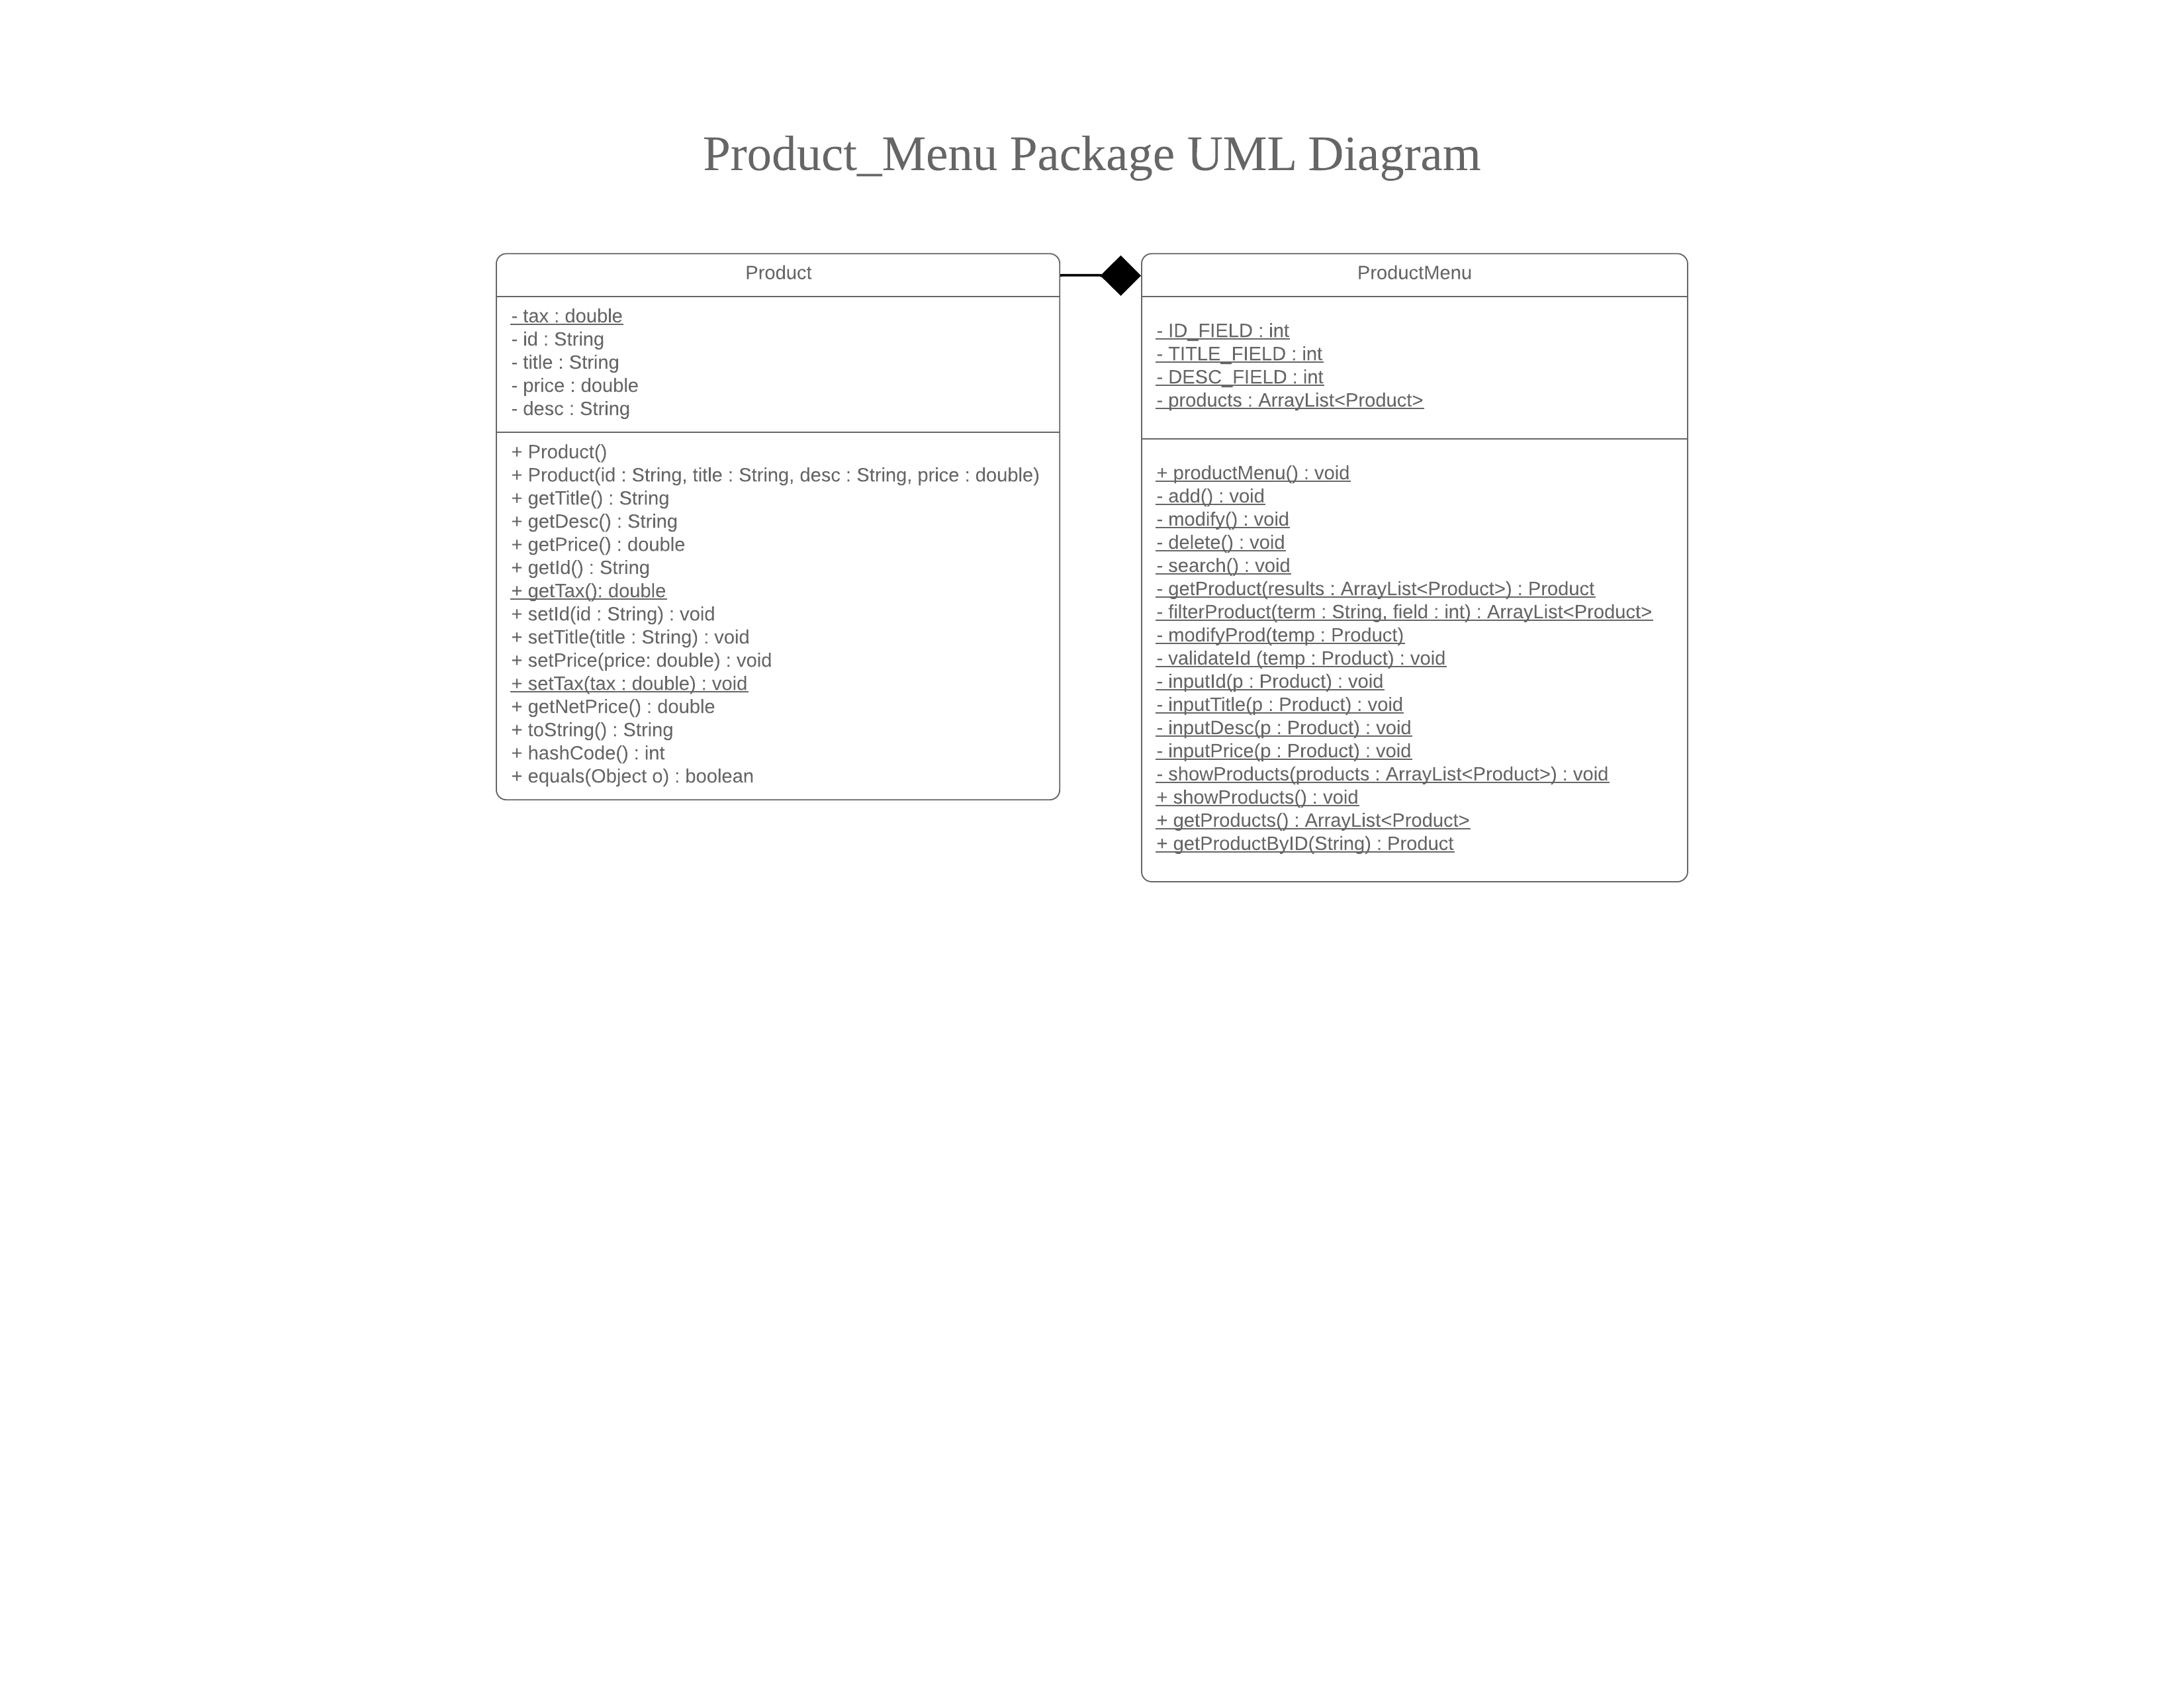 Product_Menu Package UML Diagram
Product
- tax : double
- id : String
- title : String
- price : double
- desc : String
+ Product()
+ Product(id : String, title : String, desc : String, price : double)
+ getTitle() : String
+ getDesc() : String
+ getPrice() : double
+ getId() : String
+ getTax(): double
+ setId(id : String) : void
+ setTitle(title : String) : void
+ setPrice(price: double) : void
+ setTax(tax : double) : void
+ getNetPrice() : double
+ toString() : String
+ hashCode() : int
+ equals(Object o) : boolean
ProductMenu
- ID_FIELD : int
- TITLE_FIELD : int
- DESC_FIELD : int
- products : ArrayList<Product>
+ productMenu() : void
- add() : void
- modify() : void
- delete() : void
- search() : void
- getProduct(results : ArrayList<Product>) : Product
- filterProduct(term : String, field : int) : ArrayList<Product>
- modifyProd(temp : Product)
- validateId (temp : Product) : void
- inputId(p : Product) : void
- inputTitle(p : Product) : void
- inputDesc(p : Product) : void
- inputPrice(p : Product) : void
- showProducts(products : ArrayList<Product>) : void
+ showProducts() : void
+ getProducts() : ArrayList<Product>
+ getProductByID(String) : Product